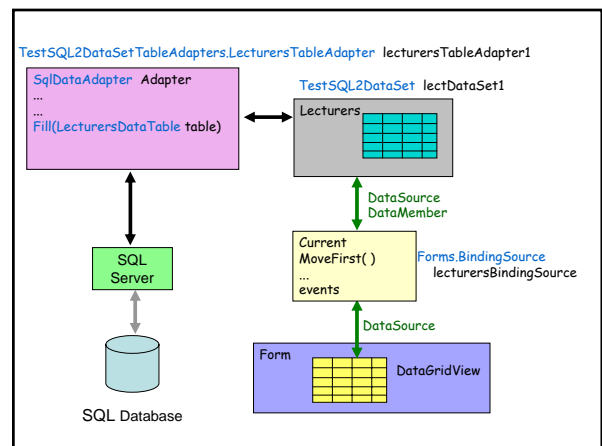 TestSQL2DataSetTableAdapters.LecturersTableAdapter lecturersTableAdapter1
SqlDataAdapter Adapter
...
...
Fill(LecturersDataTable table)
TestSQL2DataSet lectDataSet1
Lecturers
DataSource
DataMember
Current
MoveFirst( )
...
events
Forms.BindingSource
lecturersBindingSource
SQL
Server
DataSource
Form
DataGridView
SQL Database